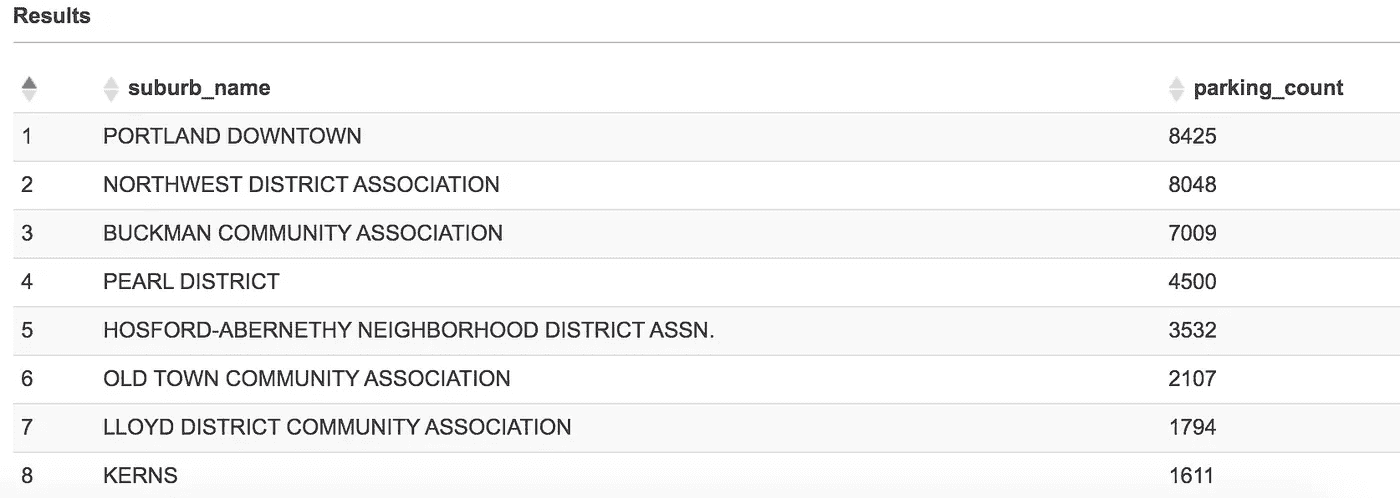 Results
suburb_name parking_count
1 PORTLAND DOWNTOWN 8425
2 NORTHWEST DISTRICT ASSOCIATION 8048
3 BUCKMAN COMMUNITY ASSOCIATION 7009
4 PEARL DISTRICT 4500
5 HOSFORD-ABERNETHY NEIGHBORHOOD DISTRICT ASSN. 3532
6 OLD TOWN COMMUNITY ASSOCIATION 2107
7 LLOYD DISTRICT COMMUNITY ASSOCIATION 1794
8 KERNS 1611